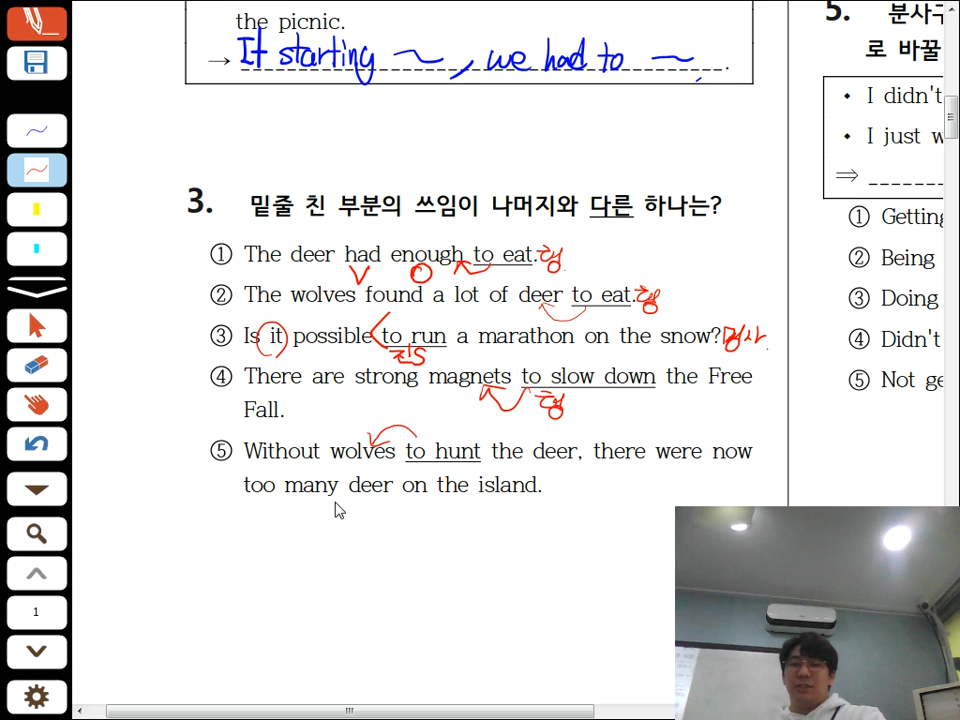 the picnic.
→ It starting ~, we had to ~.
3. 밑줄 친 부분의 쓰임이 나머지와 다른 하나는?
① The deer had enough to eat. 형
V O
② The wolves found a lot of deer to eat. 형
③ Is it possible to run a marathon on the snow? 명사
진S
④ There are strong magnets to slow down the Free
형
Fall.
⑤ Without wolves to hunt the deer, there were now
too many deer on the island.
1
5. 분사구
로 바꿀
• I didn't
• I just w
⇒
① Getting
② Being
③ Doing
④ Didn't
⑤ Not ge